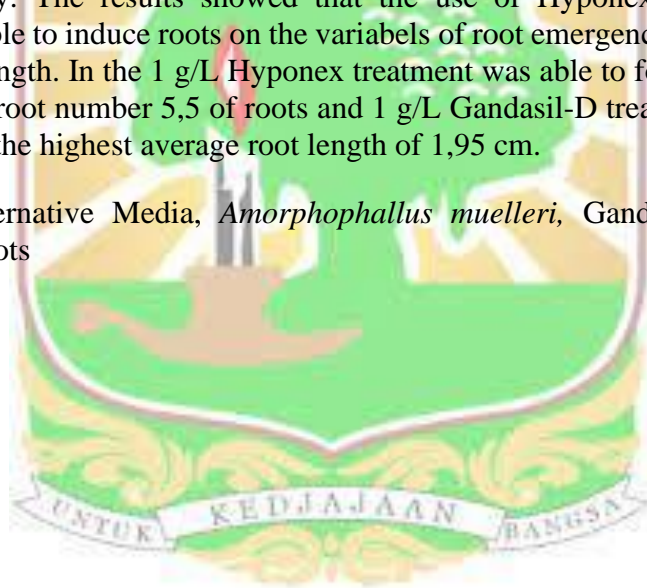 y. The results showed that the use of Hyponex
ble to induce roots on the variabels of root emergenc
ngth. In the 1 g/L Hyponex treatment was able to fo
root number 5,5 of roots and 1 g/L Gandasil-D trea
the highest average root length of 1,95 cm.
ernative Media, Amorphophallus muelleri, Gand
ots
UNTUK KEDJAJAAN BANGSA